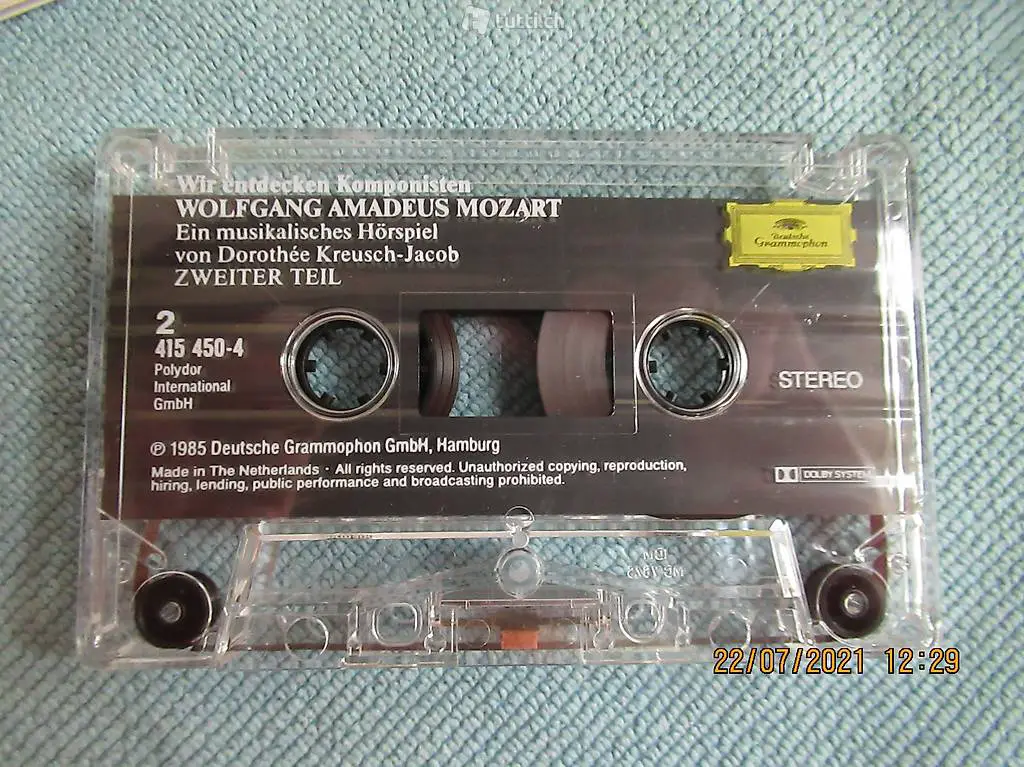 tutti.ch
Wir entdecken Komponisten
WOLFGANG AMADEUS MOZART
Ein musikalisches Hörspiel
von Dorothée Kreusch-Jacob
ZWEITER TEIL
Deutsche
Grammophon
2
415 450-4
Polydor
International
GmbH
STEREO
℗ 1985 Deutsche Grammophon GmbH, Hamburg
Made in The Netherlands · All rights reserved. Unauthorized copying, reproduction,
hiring, lending, public performance and broadcasting prohibited.
DOLBY SYSTEM
22/07/2021 12:29